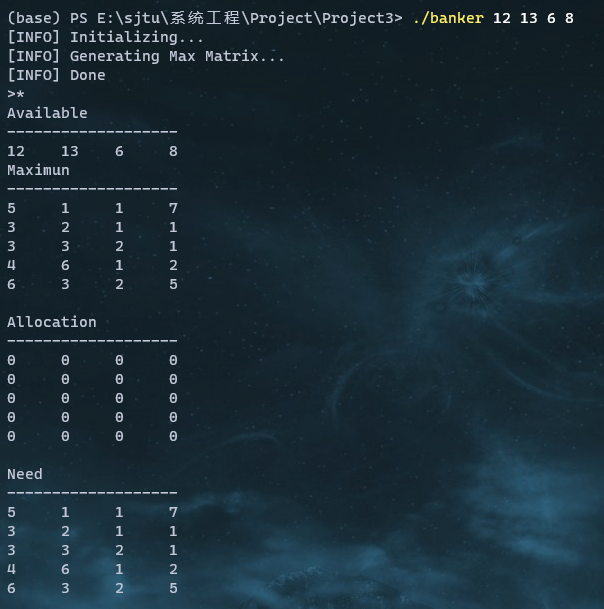 (base) PS E:\sjtu\系统工程\Project\Project3> ./banker 12 13 6 8
[INFO] Initializing...
[INFO] Generating Max Matrix...
[INFO] Done
>*
Available
-------------------
12    13    6     8
Maximun
-------------------
5     1     1     7
3     2     1     1
3     3     2     1
4     6     1     2
6     3     2     5

Allocation
-------------------
0     0     0     0
0     0     0     0
0     0     0     0
0     0     0     0
0     0     0     0

Need
-------------------
5     1     1     7
3     2     1     1
3     3     2     1
4     6     1     2
6     3     2     5